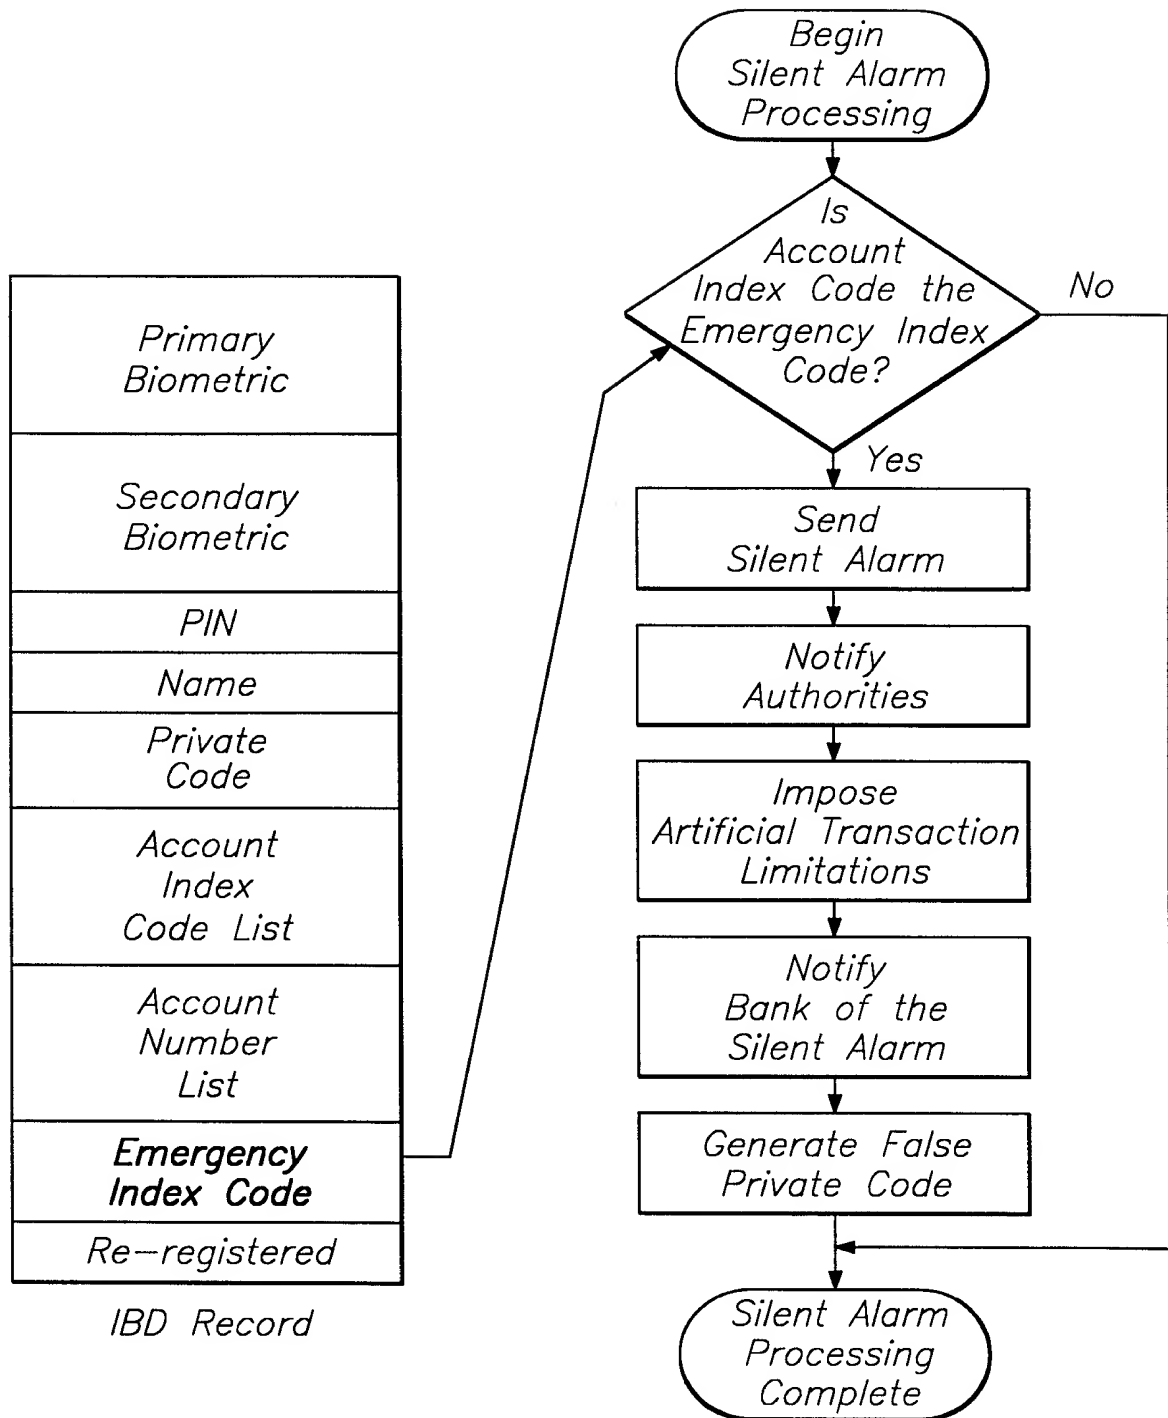 Begin
Silent Alarm
Processing
Is
Account
Index Code the
Emergency Index
Code?
No
Yes
Send
Silent Alarm
Notify
Authorities
Impose
Artificial Transaction
Limitations
Notify
Bank of the
Silent Alarm
Generate False
Private Code
Silent Alarm
Processing
Complete
Primary
Biometric
Secondary
Biometric
PIN
Name
Private
Code
Account
Index
Code List
Account
Number
List
Emergency
Index Code
Re-registered
IBD Record